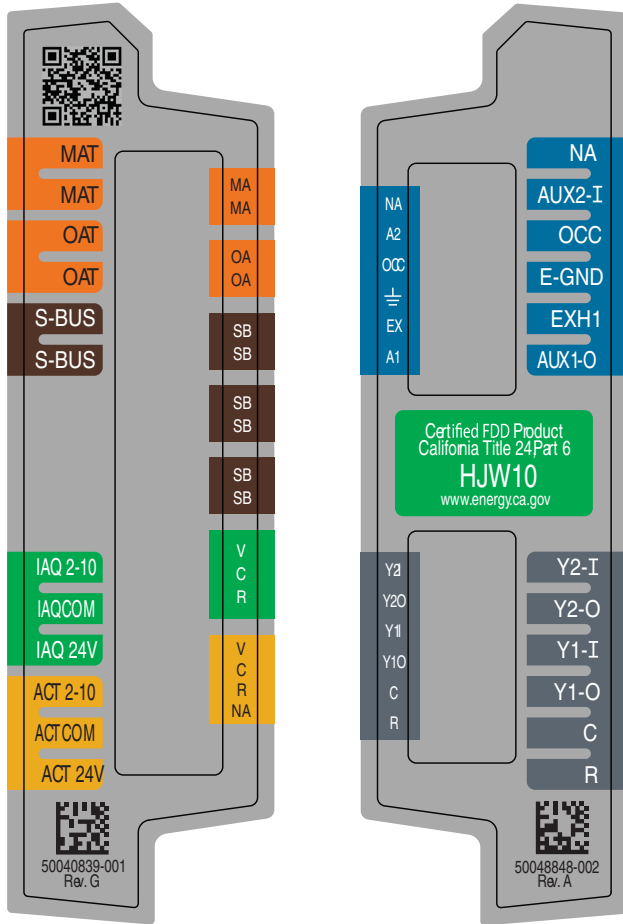 MAT
MAT
OAT
OAT
S-BUS
S-BUS
IAQ 2-10
IAQCOM
IAQ 24V
ACT 2-10
ACTCOM
ACT 24V
MA
MA
OA
OA
SB
SB
SB
SB
SB
SB
V
C
R
V
C
R
NA
50040839-001
Rev. G
NA
A2
OCC
EX
A1
NA
AUX2-I
OCC
E-GND
EXH1
AUX1-O
Certified FDD Product
California Title 24,Part 6
HJW10
www.energy.ca.gov
Y2I
Y2O
Y1I
Y1O
C
R
Y2-I
Y2-O
Y1-I
Y1-O
C
R
50048848-002
Rev. A